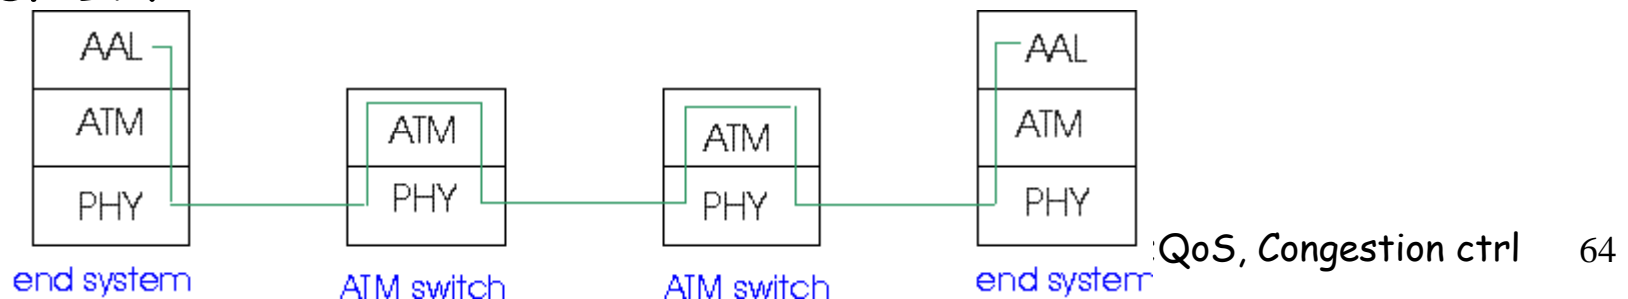 AAL AAL
ATM ATM ATM ATM
PHY PHY PHY PHY
QoS, Congestion ctrl 64
end system ATM switch ATM switch end system